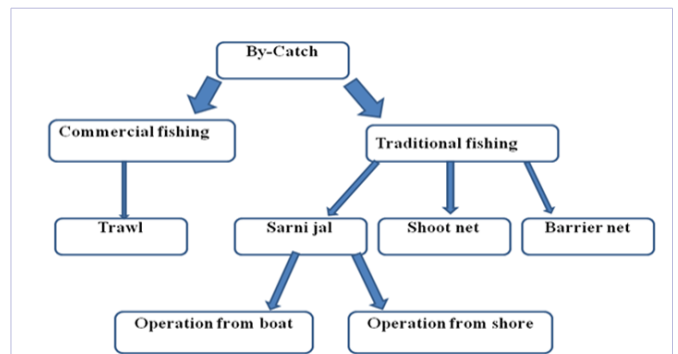 By-Catch
Commercial fishing
Traditional fishing
Trawl
Sarni jal
Shoot net
Barrier net
Operation from boat
Operation from shore